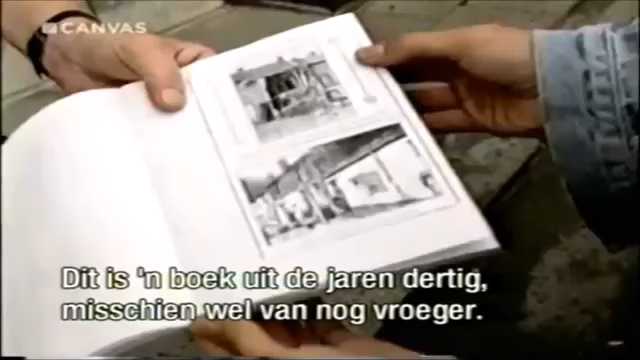 CANVAS
Dit is 'n boek uit de jaren dertig,
misschien wel van nog vroeger.